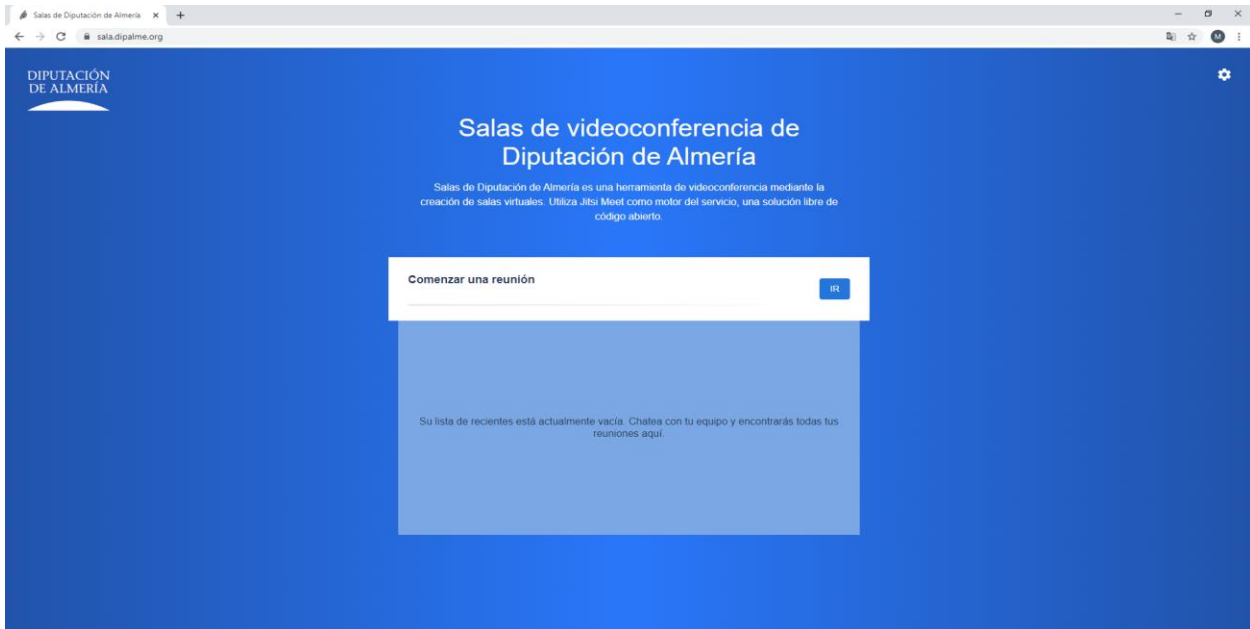 Salas de Diputación de Almería
sala.dipalme.org
M
DIPUTACIÓN
DE ALMERÍA
Salas de videoconferencia de
Diputación de Almería
Salas de Diputación de Almería es una herramienta de videoconferencia mediante la
creación de salas virtuales. Utiliza Jitsi Meet como motor del servicio, una solución libre de
código abierto.
Comenzar una reunión
IR
Su lista de recientes está actualmente vacía. Chatea con tu equipo y encontrarás todas tus
reuniones aquí.